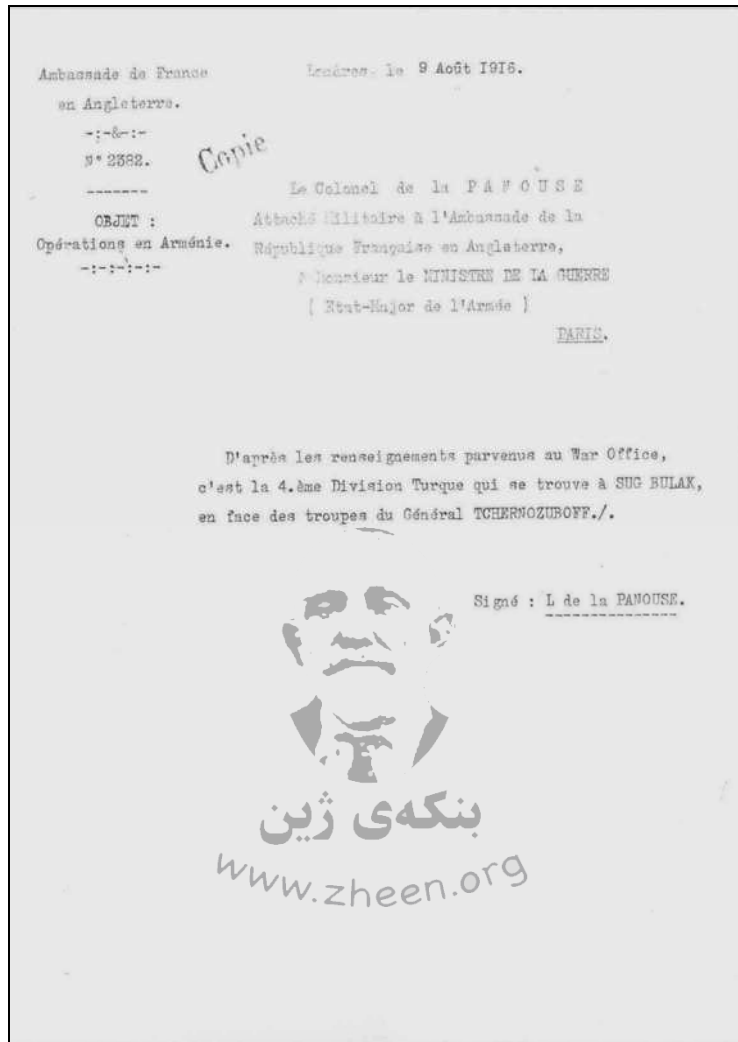 Ambassade de France
en Angleterre.
-:-&-:-
N° 2382.
-------
OBJET :
Opérations en Arménie.
-:-:-:-:-
Londres, le 9 Août 1916.
Copie
Le Colonel de la PANOUSE
Attaché Militaire à l'Ambassade de la
République Française en Angleterre,
à Monsieur le MINISTRE DE LA GUERRE
( Etat-Major de l'Armée )
PARIS.
D'après les renseignements parvenus au War Office,
c'est la 4.ème Division Turque qui se trouve à SUG BULAK,
en face des troupes du Général TCHERNOZUBOFF./.
Signé : L de la PANOUSE.
بنکەی ژین
www.zheen.org